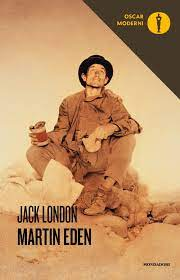 OSCAR
MODERNI
JACK LONDON
MARTIN EDEN
MONDADORI